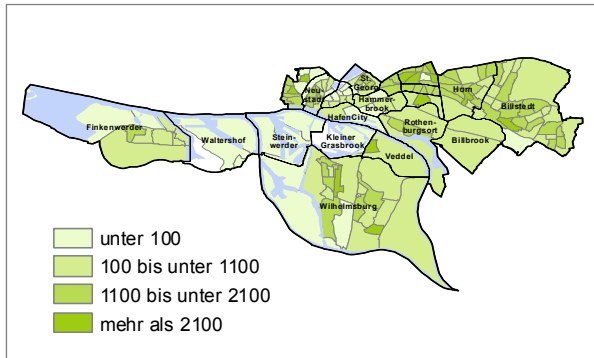 St.
Georg
Neu-
stadt
Hammer-
brook
Horn
Billstedt
HafenCity
Rothen-
burgsort
Finkenwerder
Waltershof
Stein-
werder
Kleiner
Grasbrook
Billbrook
Veddel
Wilhelmsburg
unter 100
100 bis unter 1100
1100 bis unter 2100
mehr als 2100